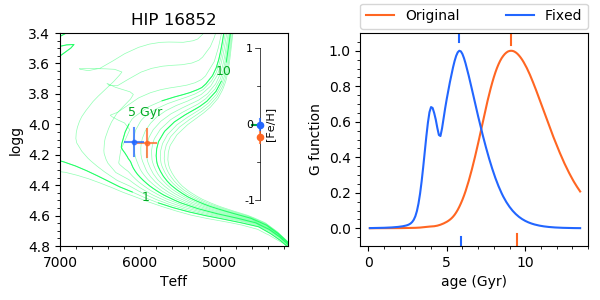 HIP 16852
Original
Fixed
3.4
3.6
3.8
4.0
4.2
4.4
4.6
4.8
logg
7000
6000
5000
Teff
5 Gyr
10
1
1
0
-1
[Fe/H]
1.0
0.8
0.6
0.4
0.2
0.0
G function
0
5
10
age (Gyr)